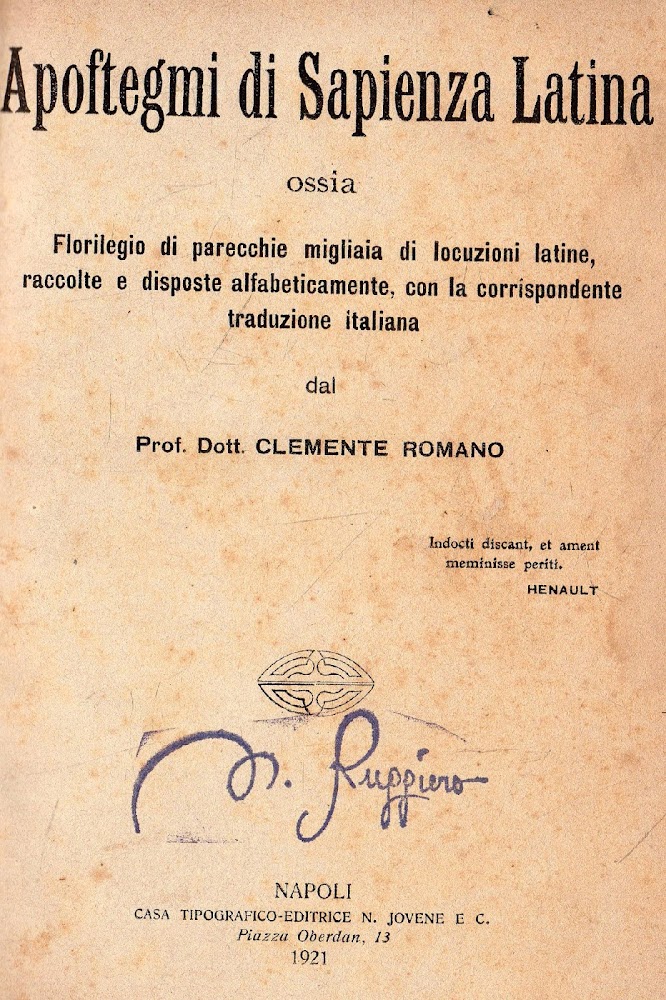 Apoftegmi di Sapienza Latina
ossia
Florilegio di parecchie migliaia di locuzioni latine,
raccolte e disposte alfabeticamente, con la corrispondente
traduzione italiana
dal
Prof. Dott. CLEMENTE ROMANO
Indocti discant, et ament
meminisse periti.
HENAULT
Ruggiero
NAPOLI
CASA TIPOGRAFICO-EDITRICE N. JOVENE E C.
Piazza Oberdan, 13
1921